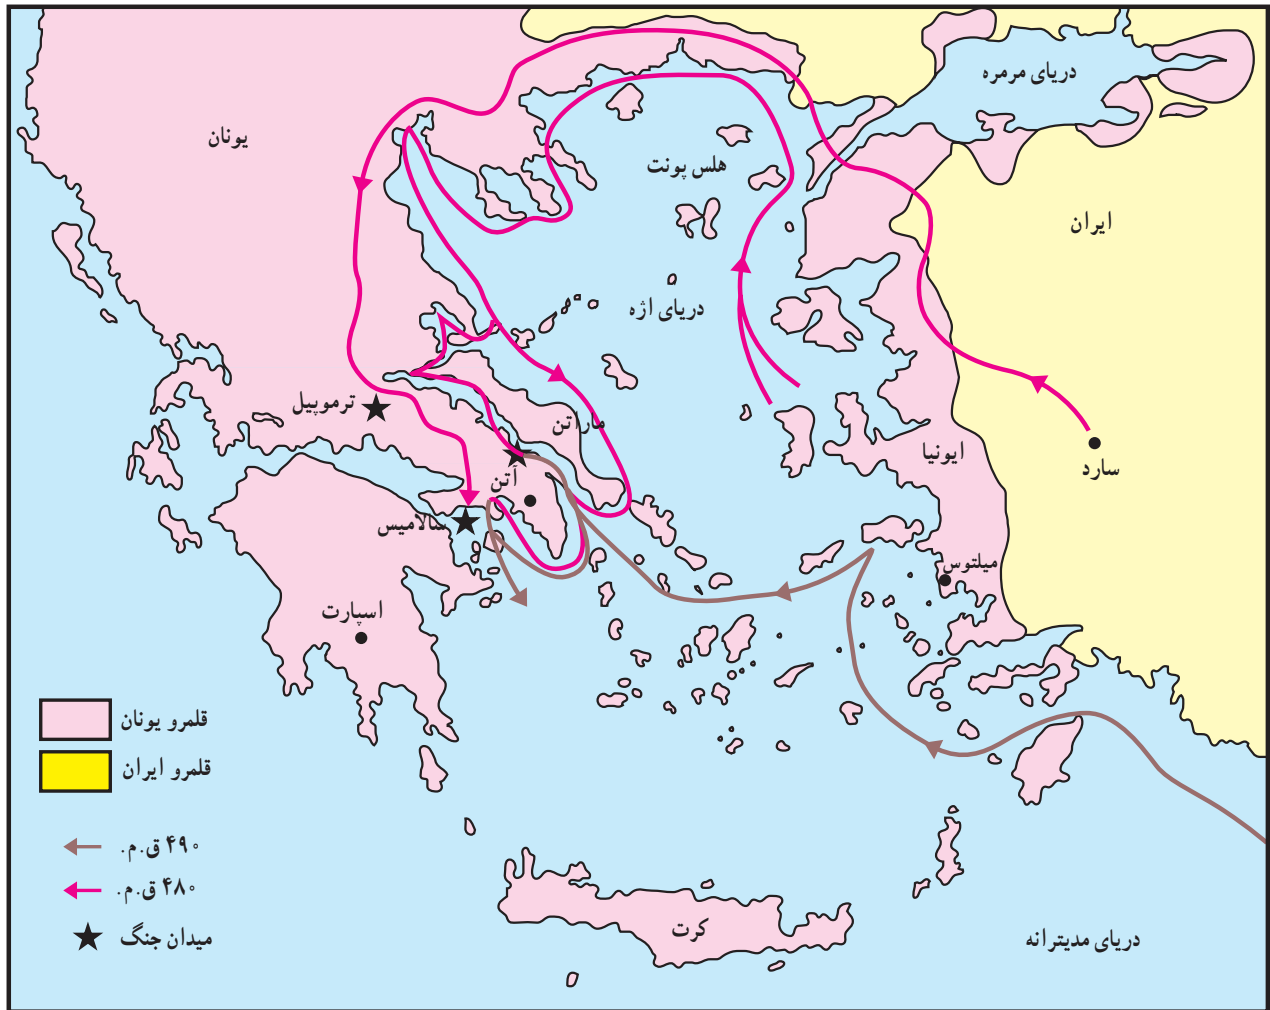 دریای مرمره
یونان
هلس پونت
ایران
دریای اژه
ترموپیل
ماراتن
ایونیا
سارد
آتن
سالامیس
میلتوس
اسپارت
قلمرو یونان
قلمرو ایران
۴۹۰ ق.م.
۴۸۰ ق.م.
میدان جنگ
کرت
دریای مدیترانه